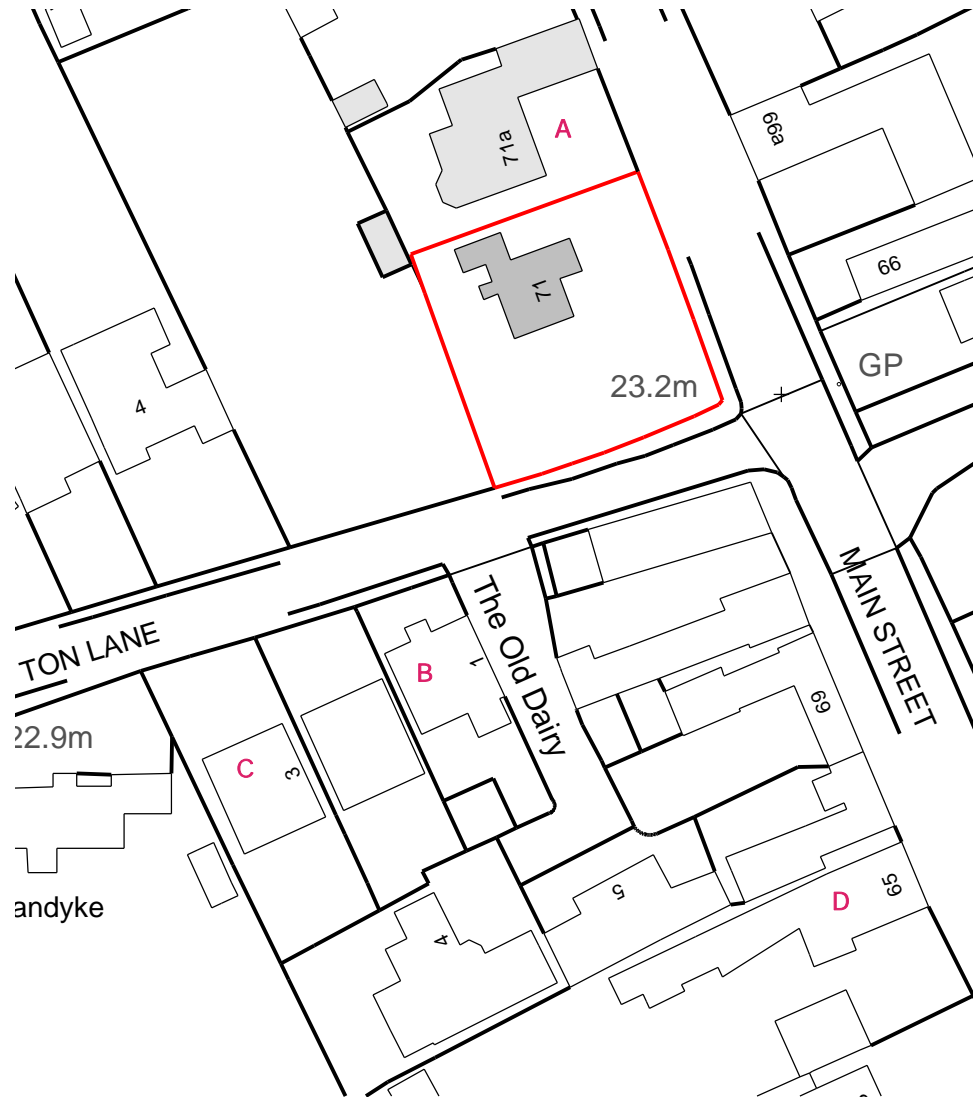 66a
71a
A
66
71
GP
23.2m
4
MAIN STREET
The Old Dairy
TON LANE
1
B
69
22.9m
C
3
65
5
D
andyke
4